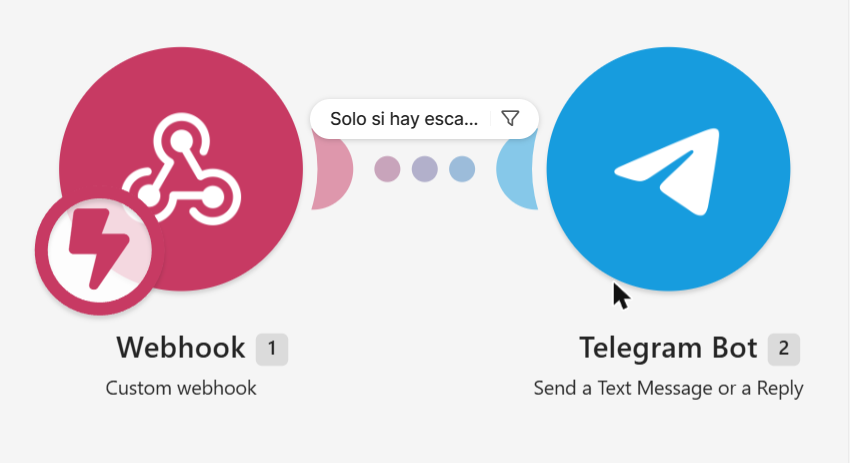 Solo si hay esca...
Webhook 1
Custom webhook
Telegram Bot 2
Send a Text Message or a Reply